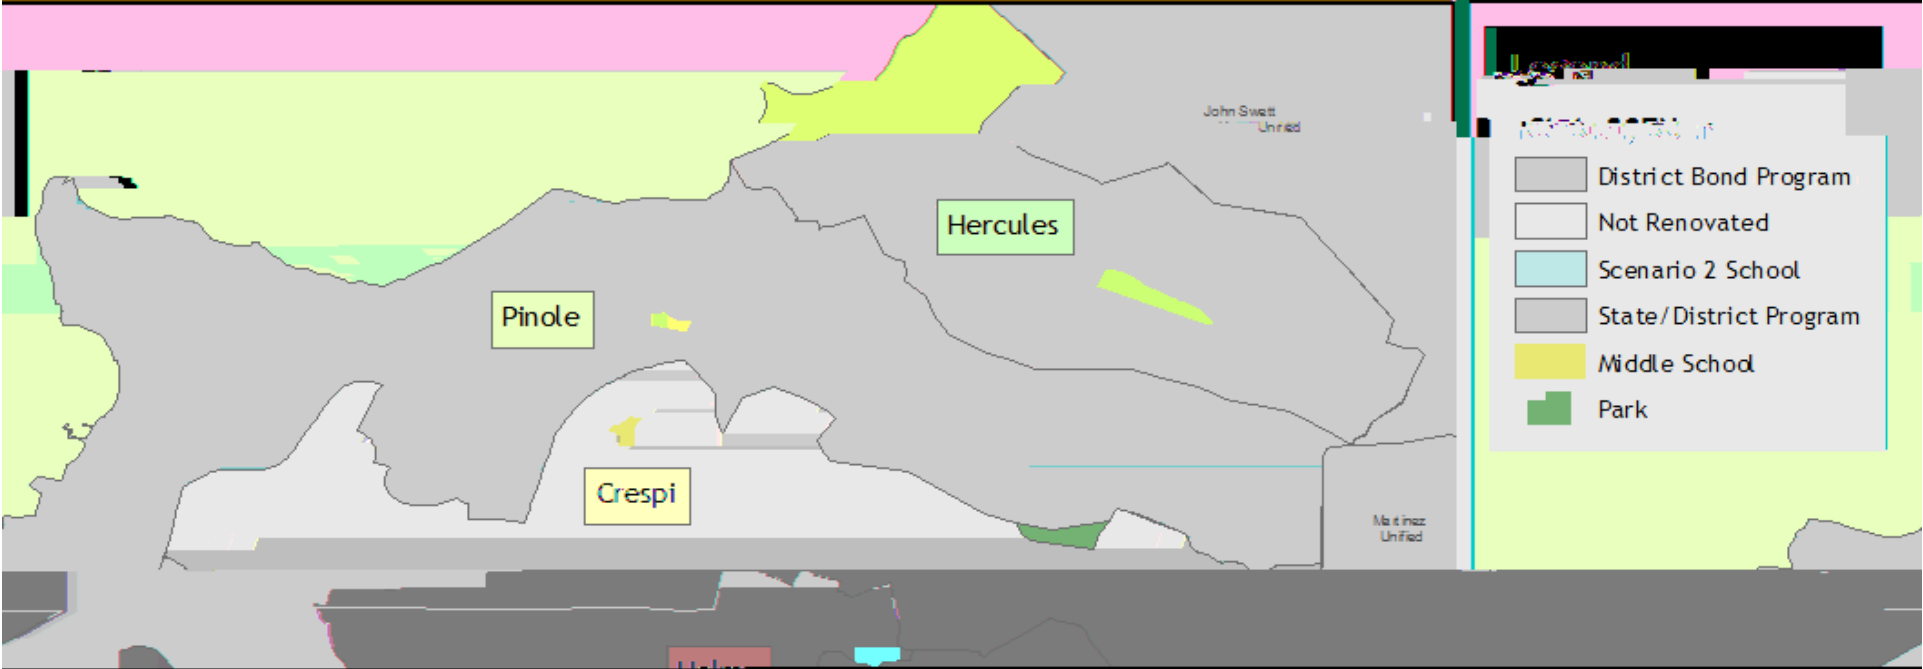 Legend
John Swett
Unified
Hercules
Pinole
Crespi
Martinez
Unified
District Bond Program
Not Renovated
Scenario 2 School
State/District Program
Middle School
Park